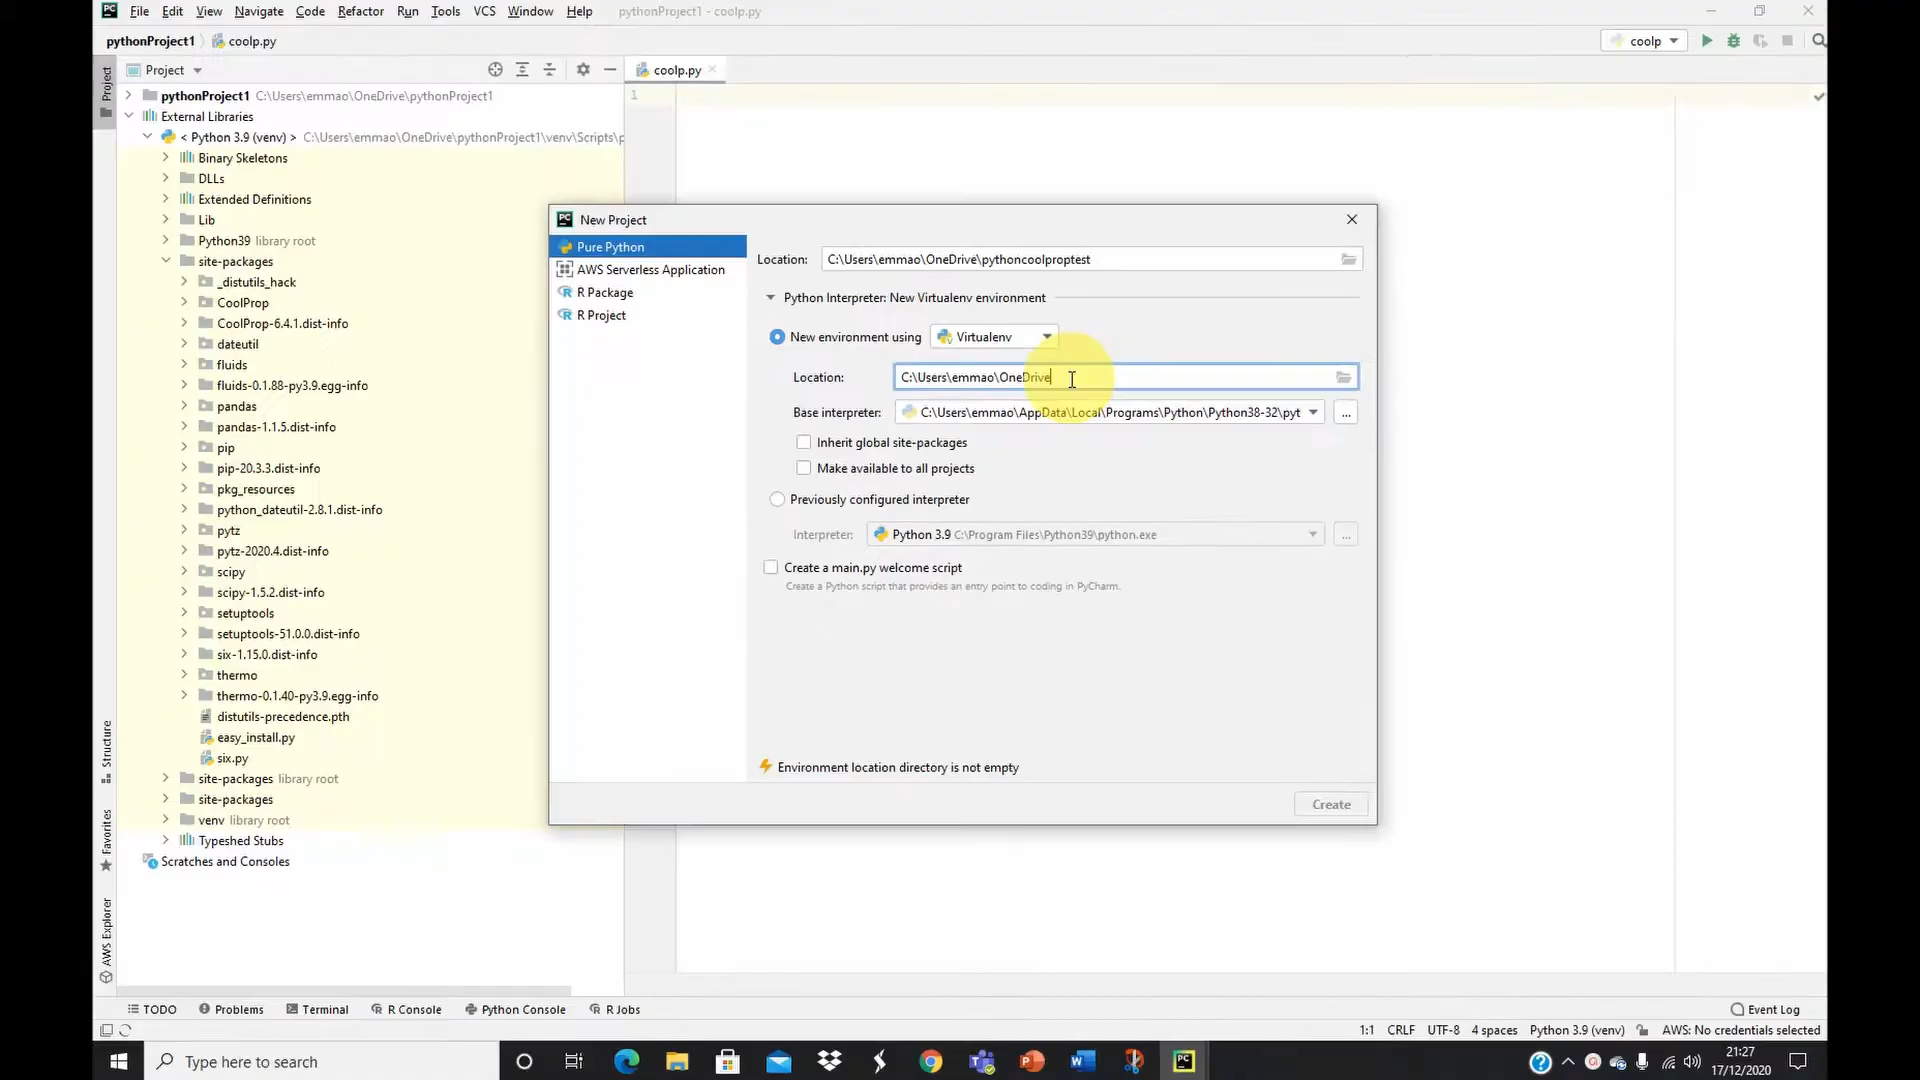 File Edit View Navigate Code Refactor Run Tools VCS Window Help pythonProject1 - coolp.py
pythonProject1 coolp.py
coolp
Project
coolp.py
1
pythonProject1 C:\Users\emmao\OneDrive\pythonProject1
External Libraries
< Python 3.9 (venv) > C:\Users\emmao\OneDrive\pythonProject1\venv\Scripts\p
Binary Skeletons
DLLs
Extended Definitions
Lib
Python39 library root
site-packages
_distutils_hack
CoolProp
CoolProp-6.4.1.dist-info
dateutil
fluids
fluids-0.1.88-py3.9.egg-info
pandas
pandas-1.1.5.dist-info
pip
pip-20.3.3.dist-info
pkg_resources
python_dateutil-2.8.1.dist-info
pytz
pytz-2020.4.dist-info
scipy
scipy-1.5.2.dist-info
setuptools
setuptools-51.0.0.dist-info
six-1.15.0.dist-info
thermo
thermo-0.1.40-py3.9.egg-info
distutils-precedence.pth
easy_install.py
six.py
site-packages library root
site-packages
venv library root
Typeshed Stubs
Scratches and Consoles
Project
Structure
Favorites
AWS Explorer
PC New Project
Pure Python
AWS Serverless Application
R Package
R Project
Location: C:\Users\emmao\OneDrive\pythoncoolproptest
Python Interpreter: New Virtualenv environment
New environment using Virtualenv
Location: C:\Users\emmao\OneDrive
Base interpreter: C:\Users\emmao\AppData\Local\Programs\Python\Python38-32\pyt ...
Inherit global site-packages
Make available to all projects
Previously configured interpreter
Interpreter: Python 3.9 C:\Program Files\Python39\python.exe ...
Create a main.py welcome script
Create a Python script that provides an entry point to coding in PyCharm.
Environment location directory is not empty
Create
TODO Problems Terminal R Console Python Console R Jobs Event Log
1:1 CRLF UTF-8 4 spaces Python 3.9 (venv) AWS: No credentials selected
Type here to search
21:27
17/12/2020